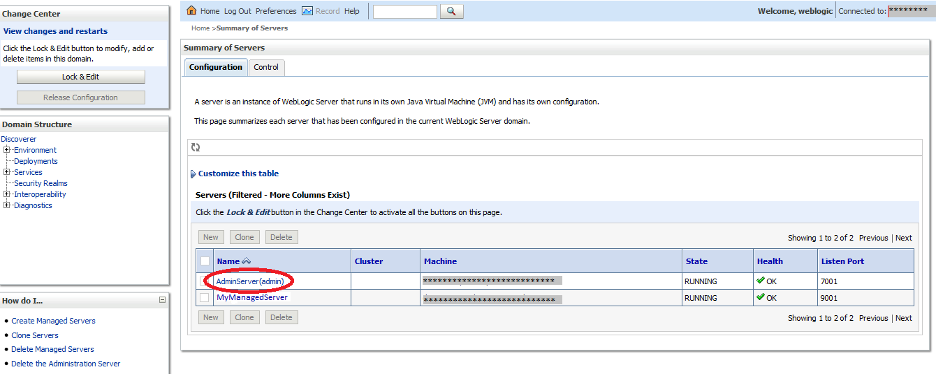 Change Center
View changes and restarts
Click the Lock & Edit button to modify, add or
delete items in this domain.
Lock & Edit
Release Configuration
Domain Structure
Discoverer
Environment
Deployments
Services
Security Realms
Interoperability
Diagnostics
How do I...
Create Managed Servers
Clone Servers
Delete Managed Servers
Delete the Administration Server
Home Log Out Preferences Record Help
Welcome, weblogic Connected to: ********
Home >Summary of Servers
Summary of Servers
Configuration Control
A server is an instance of WebLogic Server that runs in its own Java Virtual Machine (JVM) and has its own configuration.
This page summarizes each server that has been configured in the current WebLogic Server domain.
Customize this table
Servers (Filtered - More Columns Exist)
Click the Lock & Edit button in the Change Center to activate all the buttons on this page.
New Clone Delete Showing 1 to 2 of 2 Previous | Next
Name Cluster Machine State Health Listen Port
AdminServer(admin) **************************** RUNNING OK 7001
MyManagedServer **************************** RUNNING OK 9001
New Clone Delete Showing 1 to 2 of 2 Previous | Next